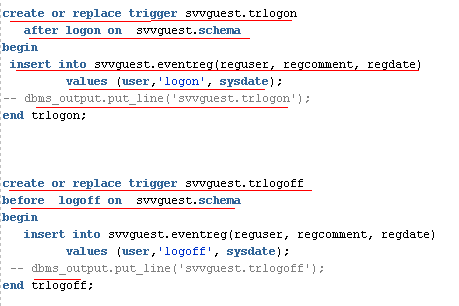 create or replace trigger svvguest.trlogon
after logon on svvguest.schema
begin
insert into svvguest.eventreg(reguser, regcomment, regdate)
values (user,'logon', sysdate);
-- dbms_output.put_line('svvguest.trlogon');
end trlogon;
create or replace trigger svvguest.trlogoff
before logoff on svvguest.schema
begin
insert into svvguest.eventreg(reguser, regcomment, regdate)
values (user,'logoff', sysdate);
-- dbms_output.put_line('svvguest.trlogoff');
end trlogoff;